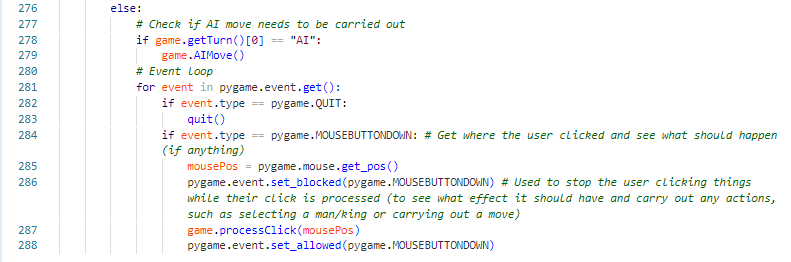 276 else:
277 # Check if AI move needs to be carried out
278 if game.getTurn()[0] == "AI":
279 game.AIMove()
280 # Event loop
281 for event in pygame.event.get():
282 if event.type == pygame.QUIT:
283 quit()
284 if event.type == pygame.MOUSEBUTTONDOWN: # Get where the user clicked and see what should happen
(if anything)
285 mousePos = pygame.mouse.get_pos()
286 pygame.event.set_blocked(pygame.MOUSEBUTTONDOWN) # Used to stop the user clicking things
while their click is processed (to see what effect it should have and carry out any actions,
such as selecting a man/king or carrying out a move)
287 game.processClick(mousePos)
288 pygame.event.set_allowed(pygame.MOUSEBUTTONDOWN)